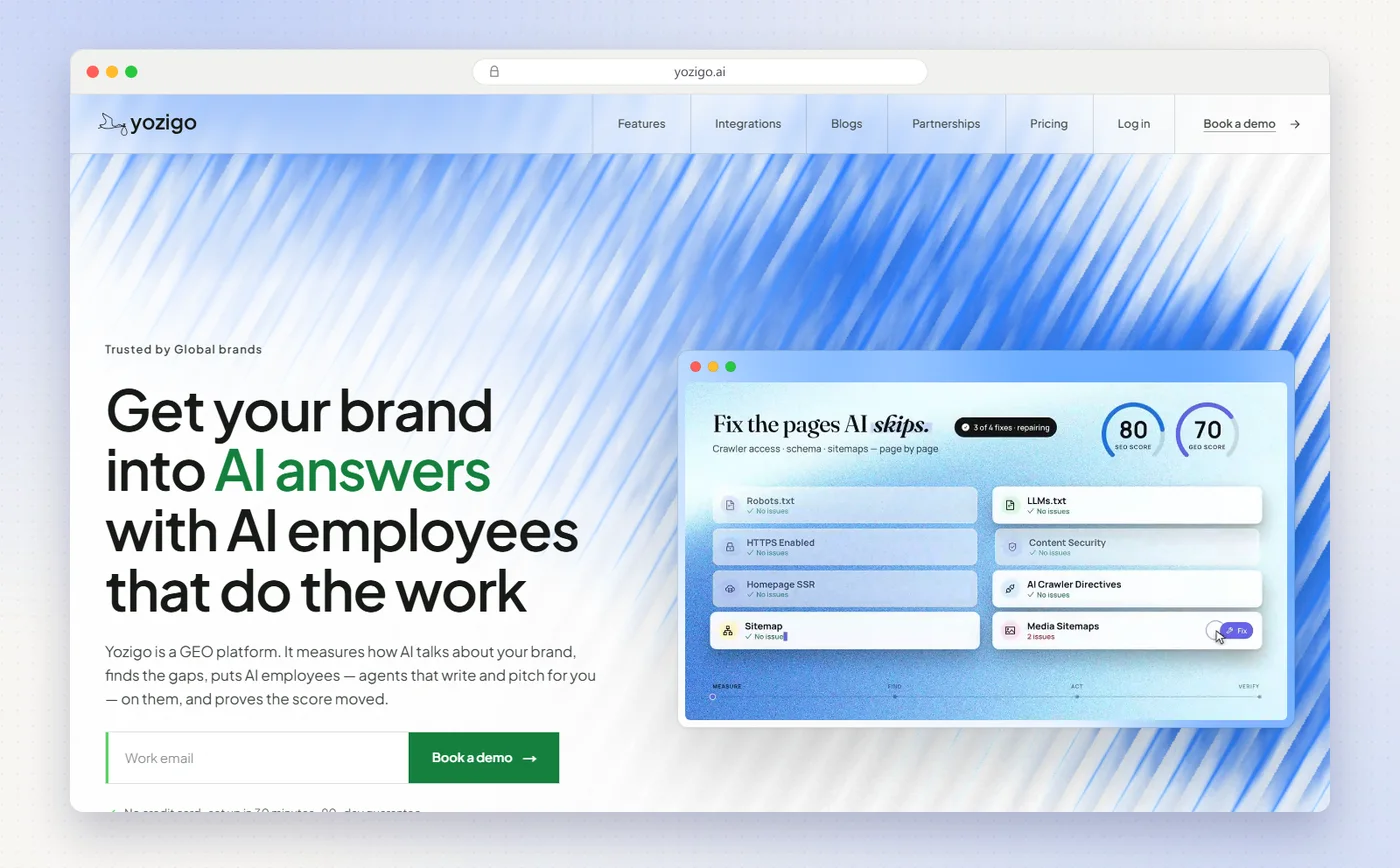 yozigo.ai
yozigo
Features
Integrations
Blogs
Partnerships
Pricing
Log in
Book a demo →
Trusted by Global brands
Get your brand
into AI answers
with AI employees
that do the work
Yozigo is a GEO platform. It measures how AI talks about your brand,
finds the gaps, puts AI employees — agents that write and pitch for you
— on them, and proves the score moved.
Work email
Book a demo →
Fix the pages AI skips.
3 of 4 fixes · repairing
Crawler access · schema · sitemaps — page by page
80
SEO SCORE
70
GEO SCORE
Robots.txt
✓ No issues
LLMs.txt
✓ No issues
HTTPS Enabled
✓ No issues
Content Security
✓ No issues
Homepage SSR
✓ No issues
AI Crawler Directives
✓ No issues
Sitemap
✓ No issue
Media Sitemaps
2 issues
Fix
MEASURE
FIND
ACT
VERIFY